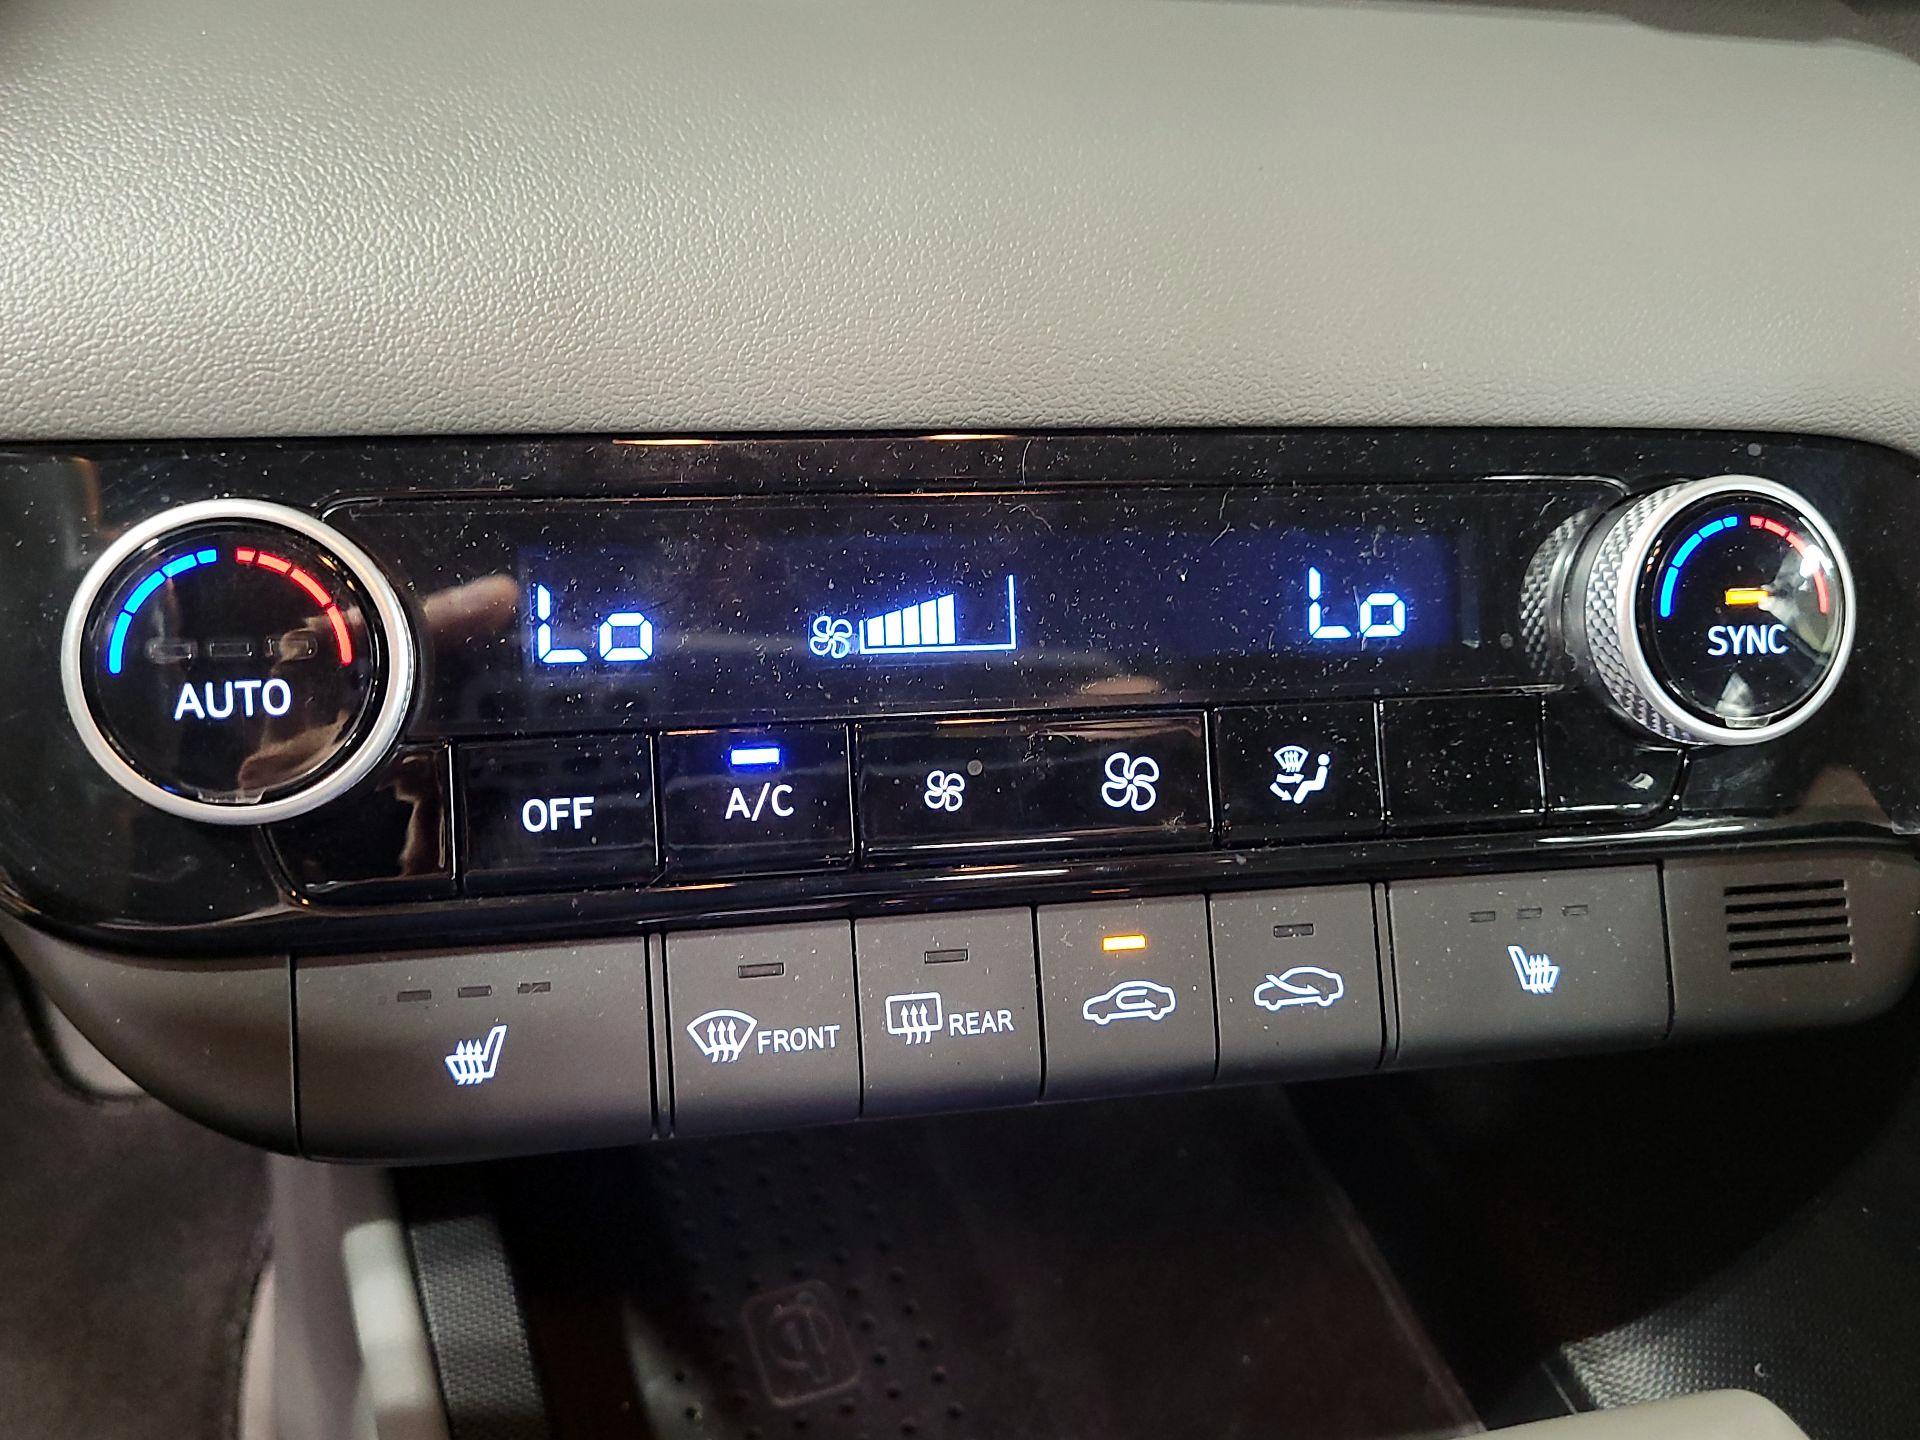 Lo Lo
AUTO SYNC
OFF A/C
FRONT REAR